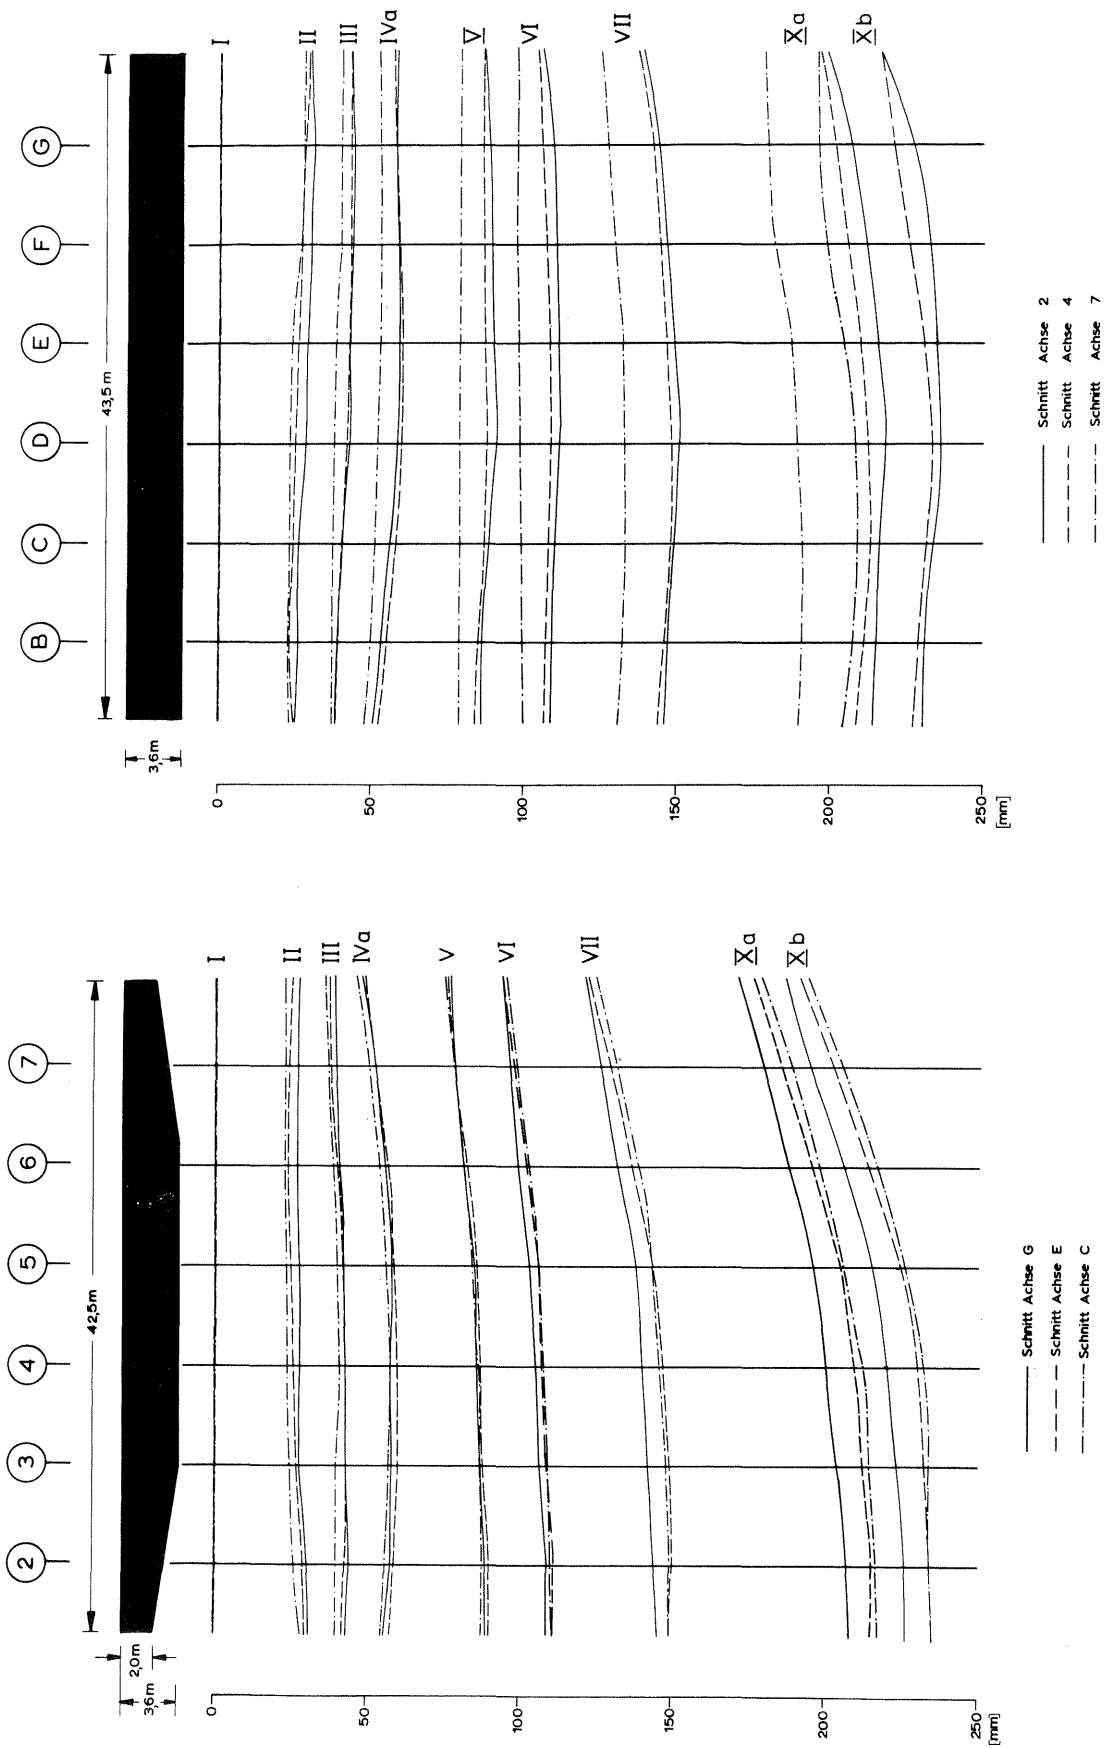 2
3
4
5
6
7
42,5m
2,0m
3,6m
I
II
III
IVa
V
VI
VII
Xa
Xb
0
50
100
150
200
250
[mm]
Schnitt Achse G
Schnitt Achse E
Schnitt Achse C
B
C
D
E
F
G
43,5m
3,6m
I
II
III
IVa
V
VI
VII
Xa
Xb
0
50
100
150
200
250
[mm]
Schnitt Achse 2
Schnitt Achse 4
Schnitt Achse 7